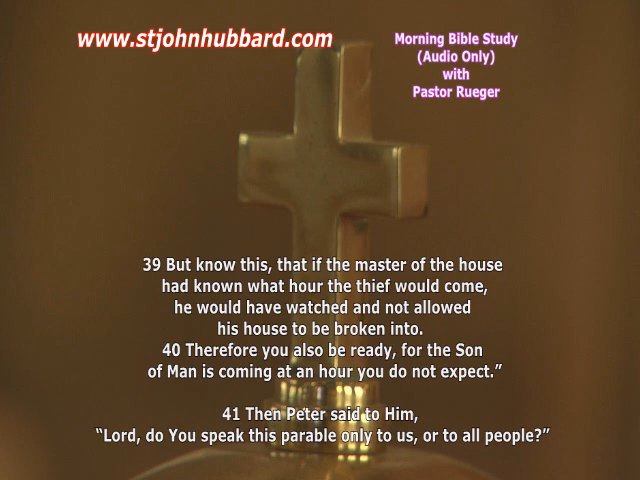 www.stjohnhubbard.com
Morning Bible Study
(Audio Only)
with
Pastor Rueger
39 But know this, that if the master of the house
had known what hour the thief would come,
he would have watched and not allowed
his house to be broken into.
40 Therefore you also be ready, for the Son
of Man is coming at an hour you do not expect.”
41 Then Peter said to Him,
“Lord, do You speak this parable only to us, or to all people?”